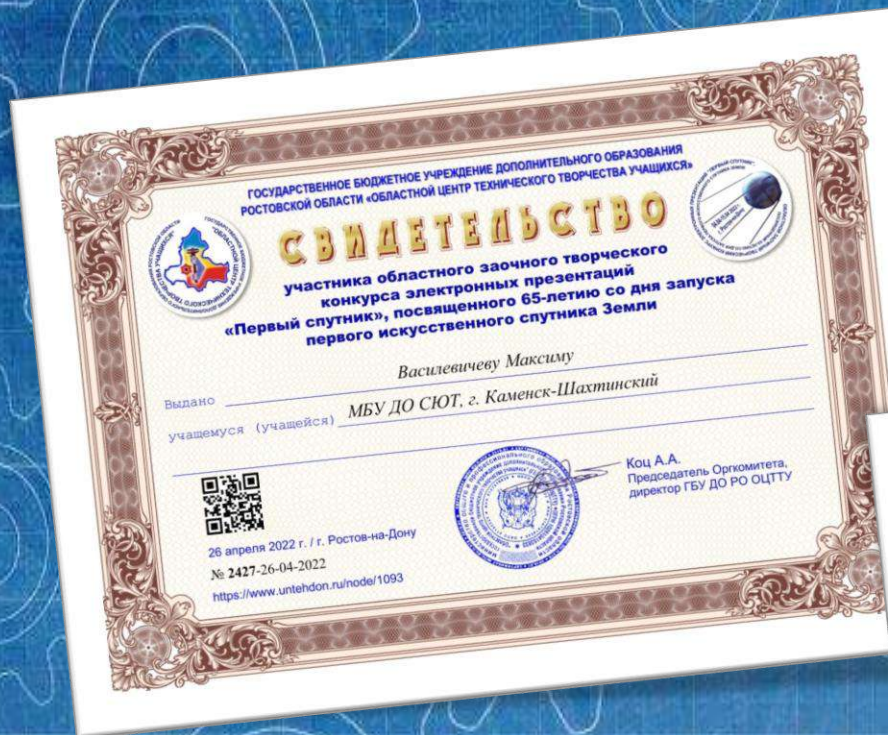 ГОСУДАРСТВЕННОЕ БЮДЖЕТНОЕ УЧРЕЖДЕНИЕ ДОПОЛНИТЕЛЬНОГО ОБРАЗОВАНИЯ
РОСТОВСКОЙ ОБЛАСТИ «ОБЛАСТНОЙ ЦЕНТР ТЕХНИЧЕСКОГО ТВОРЧЕСТВА УЧАЩИХСЯ»
СВИДЕТЕЛЬСТВО
участника областного заочного творческого
конкурса электронных презентаций
«Первый спутник», посвященного 65-летию со дня запуска
первого искусственного спутника Земли
Выдано Василевичеву Максиму
учащемуся (учащейся) МБУ ДО СЮТ, г. Каменск-Шахтинский
Коц А.А.
Председатель Оргкомитета,
директор ГБУ ДО РО ОЦТТУ
26 апреля 2022 г. / г. Ростов-на-Дону
№ 2427-26-04-2022
https://www.untehdon.ru/node/1093